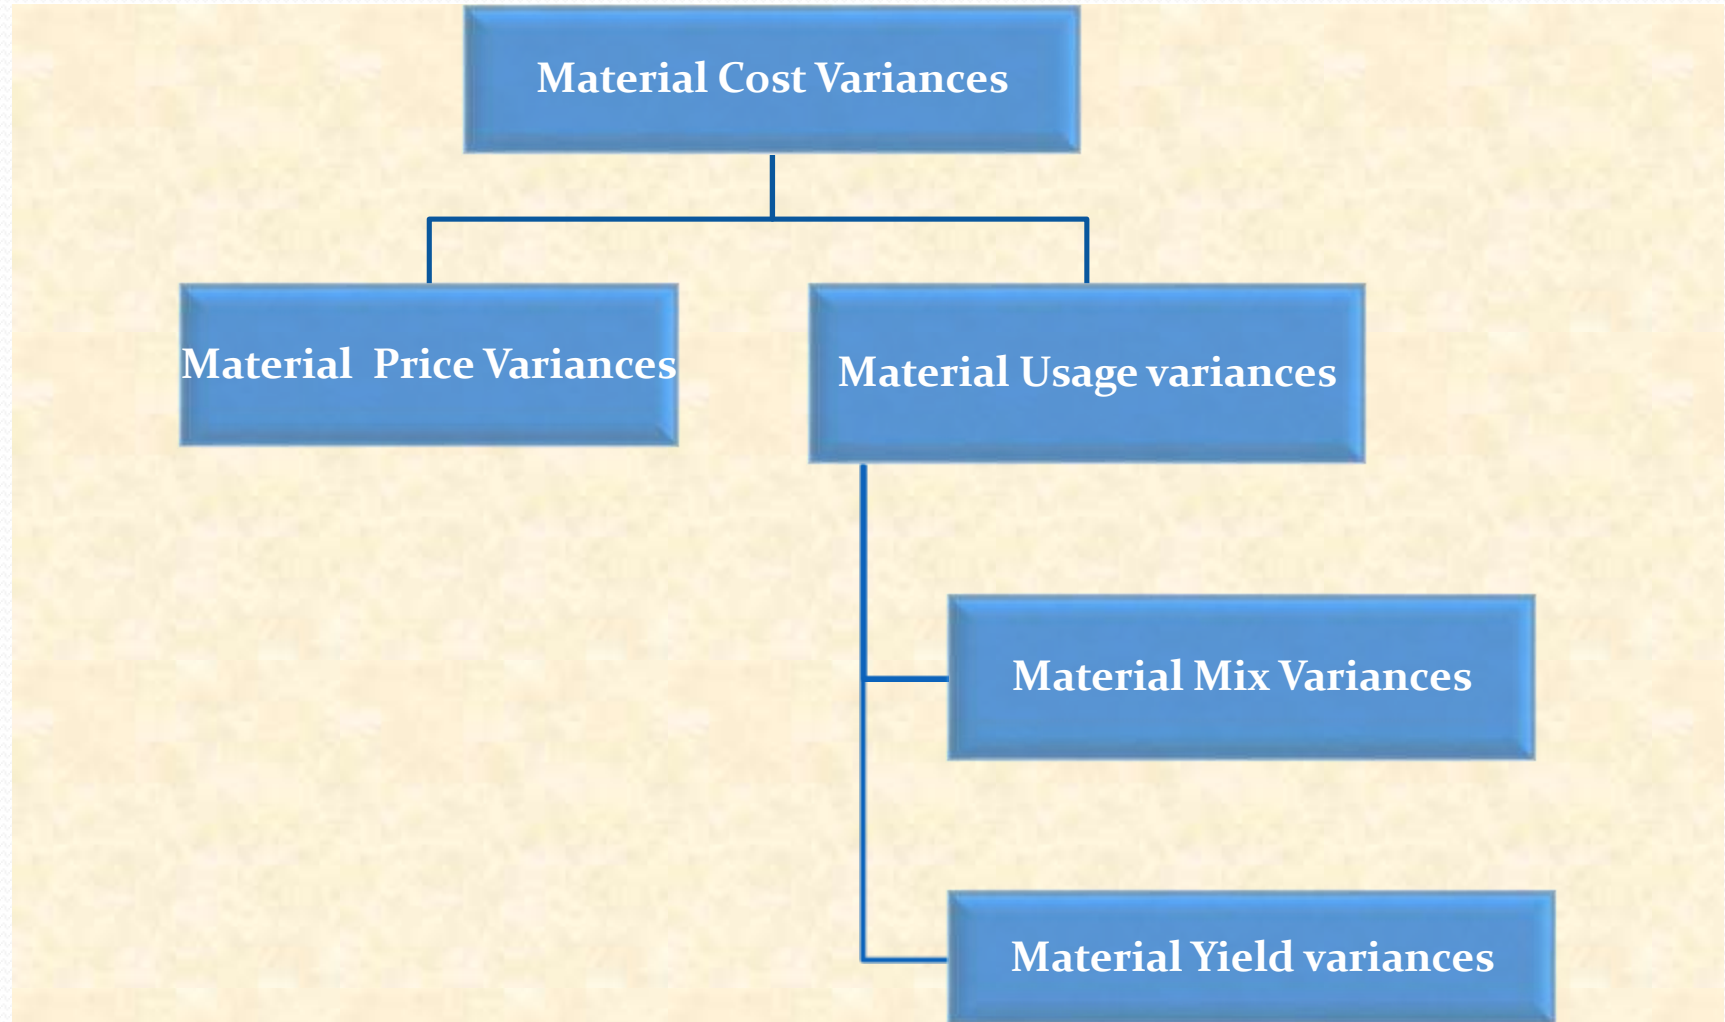 Material Cost Variances
Material Price Variances
Material Usage variances
Material Mix Variances
Material Yield variances